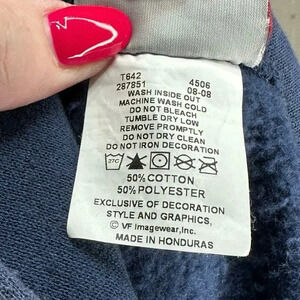 T642 4506
287851 08-08
WASH INSIDE OUT
MACHINE WASH COLD
DO NOT BLEACH
TUMBLE DRY LOW
REMOVE PROMPTLY
DO NOT DRY CLEAN
DO NOT IRON DECORATION
27C
50% COTTON
50% POLYESTER
EXCLUSIVE OF DECORATION
STYLE AND GRAPHICS,
© VF Imagewear, Inc.
MADE IN HONDURAS